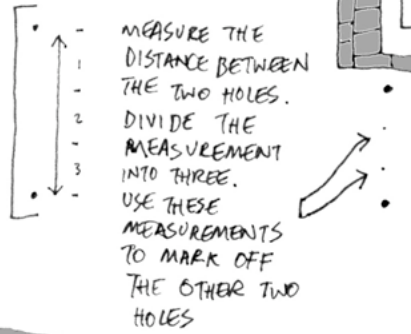 1
2
3
MEASURE THE
DISTANCE BETWEEN
THE TWO HOLES.
DIVIDE THE
MEASUREMENT
INTO THREE.
USE THESE
MEASUREMENTS
TO MARK OFF
THE OTHER TWO
HOLES